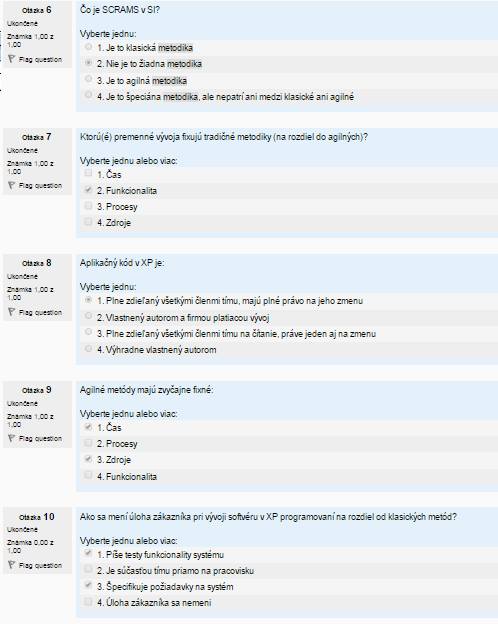 Otázka 6
Ukončené
Známka 1,00 z
1,00
Flag question
Čo je SCRAMS v SI?
Vyberte jednu:
1. Je to klasická metodika
2. Nie je to žiadna metodika
3. Je to agilná metodika
4. Je to špeciána metodika, ale nepatrí ani medzi klasické ani agilné
Otázka 7
Ukončené
Známka 1,00 z
1,00
Flag question
Ktorú(é) premenné vývoja fixujú tradičné metodiky (na rozdiel do agilných)?
Vyberte jednu alebo viac:
1. Čas
2. Funkcionalita
3. Procesy
4. Zdroje
Otázka 8
Ukončené
Známka 1,00 z
1,00
Flag question
Aplikačný kód v XP je:
Vyberte jednu:
1. Plne zdieľaný všetkými členmi tímu, majú plné právo na jeho zmenu
2. Vlastnený autorom a firmou platiacou vývoj
3. Plne zdieľaný všetkými členmi tímu na čítanie, práve jeden aj na zmenu
4. Výhradne vlastnený autorom
Otázka 9
Ukončené
Známka 1,00 z
1,00
Flag question
Agilné metódy majú zvyčajne fixné:
Vyberte jednu alebo viac:
1. Čas
2. Procesy
3. Zdroje
4. Funkcionalita
Otázka 10
Ukončené
Známka 0,00 z
1,00
Flag question
Ako sa mení úloha zákazníka pri vývoji softvéru v XP programovaní na rozdiel od klasických metód?
Vyberte jednu alebo viac:
1. Píše testy funkcionality systému
2. Je súčasťou tímu priamo na pracovisku
3. Špecifikuje požiadavky na systém
4. Úloha zákazníka sa nemeni